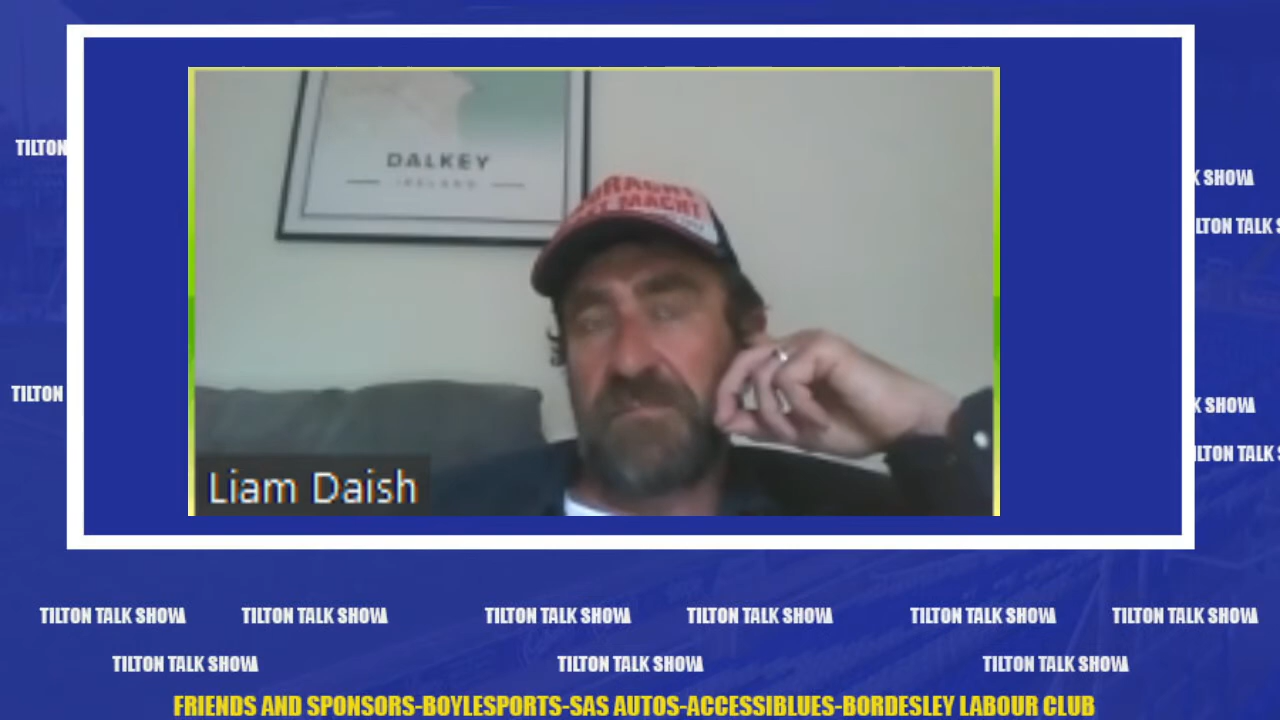 DALKEY
IRELAND
Liam Daish
TILTON
K SHOW
LTON TALK S
TILTON
K SHOW
LTON TALK S
TILTON TALK SHOW TILTON TALK SHOW TILTON TALK SHOW TILTON TALK SHOW TILTON TALK SHOW TILTON TALK SHOW
TILTON TALK SHOW TILTON TALK SHOW TILTON TALK SHOW
FRIENDS AND SPONSORS-BOYLESPORTS-SAS AUTOS-ACCESSIBLUES-BORDESLEY LABOUR CLUB